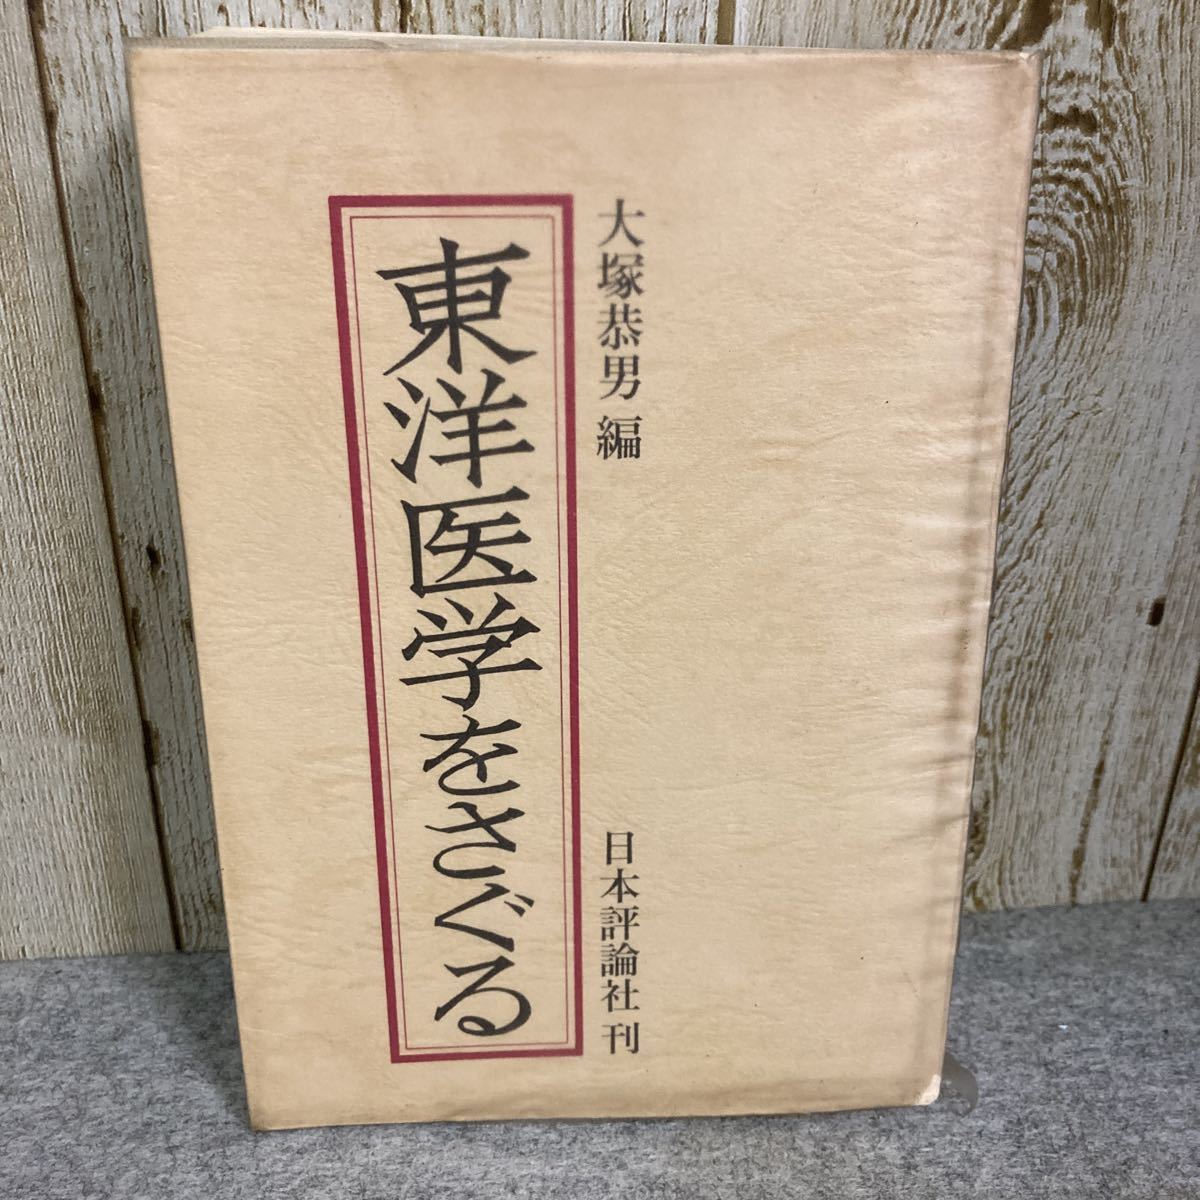 大塚恭男 編
東洋医学をさぐる
日本評論社 刊